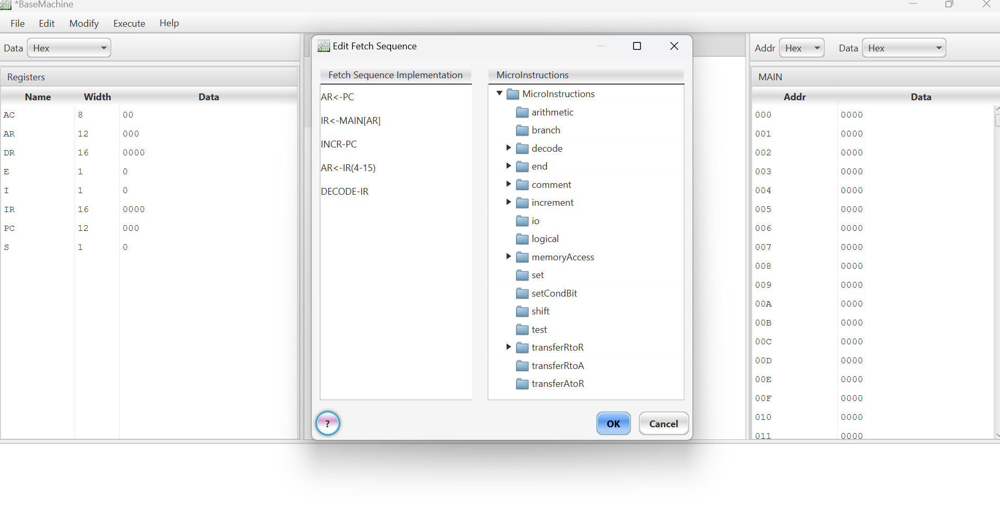 *BaseMachine
File Edit Modify Execute Help
Data Hex
Registers
Name Width Data
AC 8 00
AR 12 000
DR 16 0000
E 1 0
I 1 0
IR 16 0000
PC 12 000
S 1 0
Edit Fetch Sequence
Fetch Sequence Implementation
AR<-PC
IR<-MAIN[AR]
INCR-PC
AR<-IR(4-15)
DECODE-IR
MicroInstructions
MicroInstructions
arithmetic
branch
decode
end
comment
increment
io
logical
memoryAccess
set
setCondBit
shift
test
transferRtoR
transferRtoA
transferAtoR
?
OK
Cancel
Addr Hex Data Hex
MAIN
Addr Data
000 0000
001 0000
002 0000
003 0000
004 0000
005 0000
006 0000
007 0000
008 0000
009 0000
00A 0000
00B 0000
00C 0000
00D 0000
00E 0000
00F 0000
010 0000
011 0000